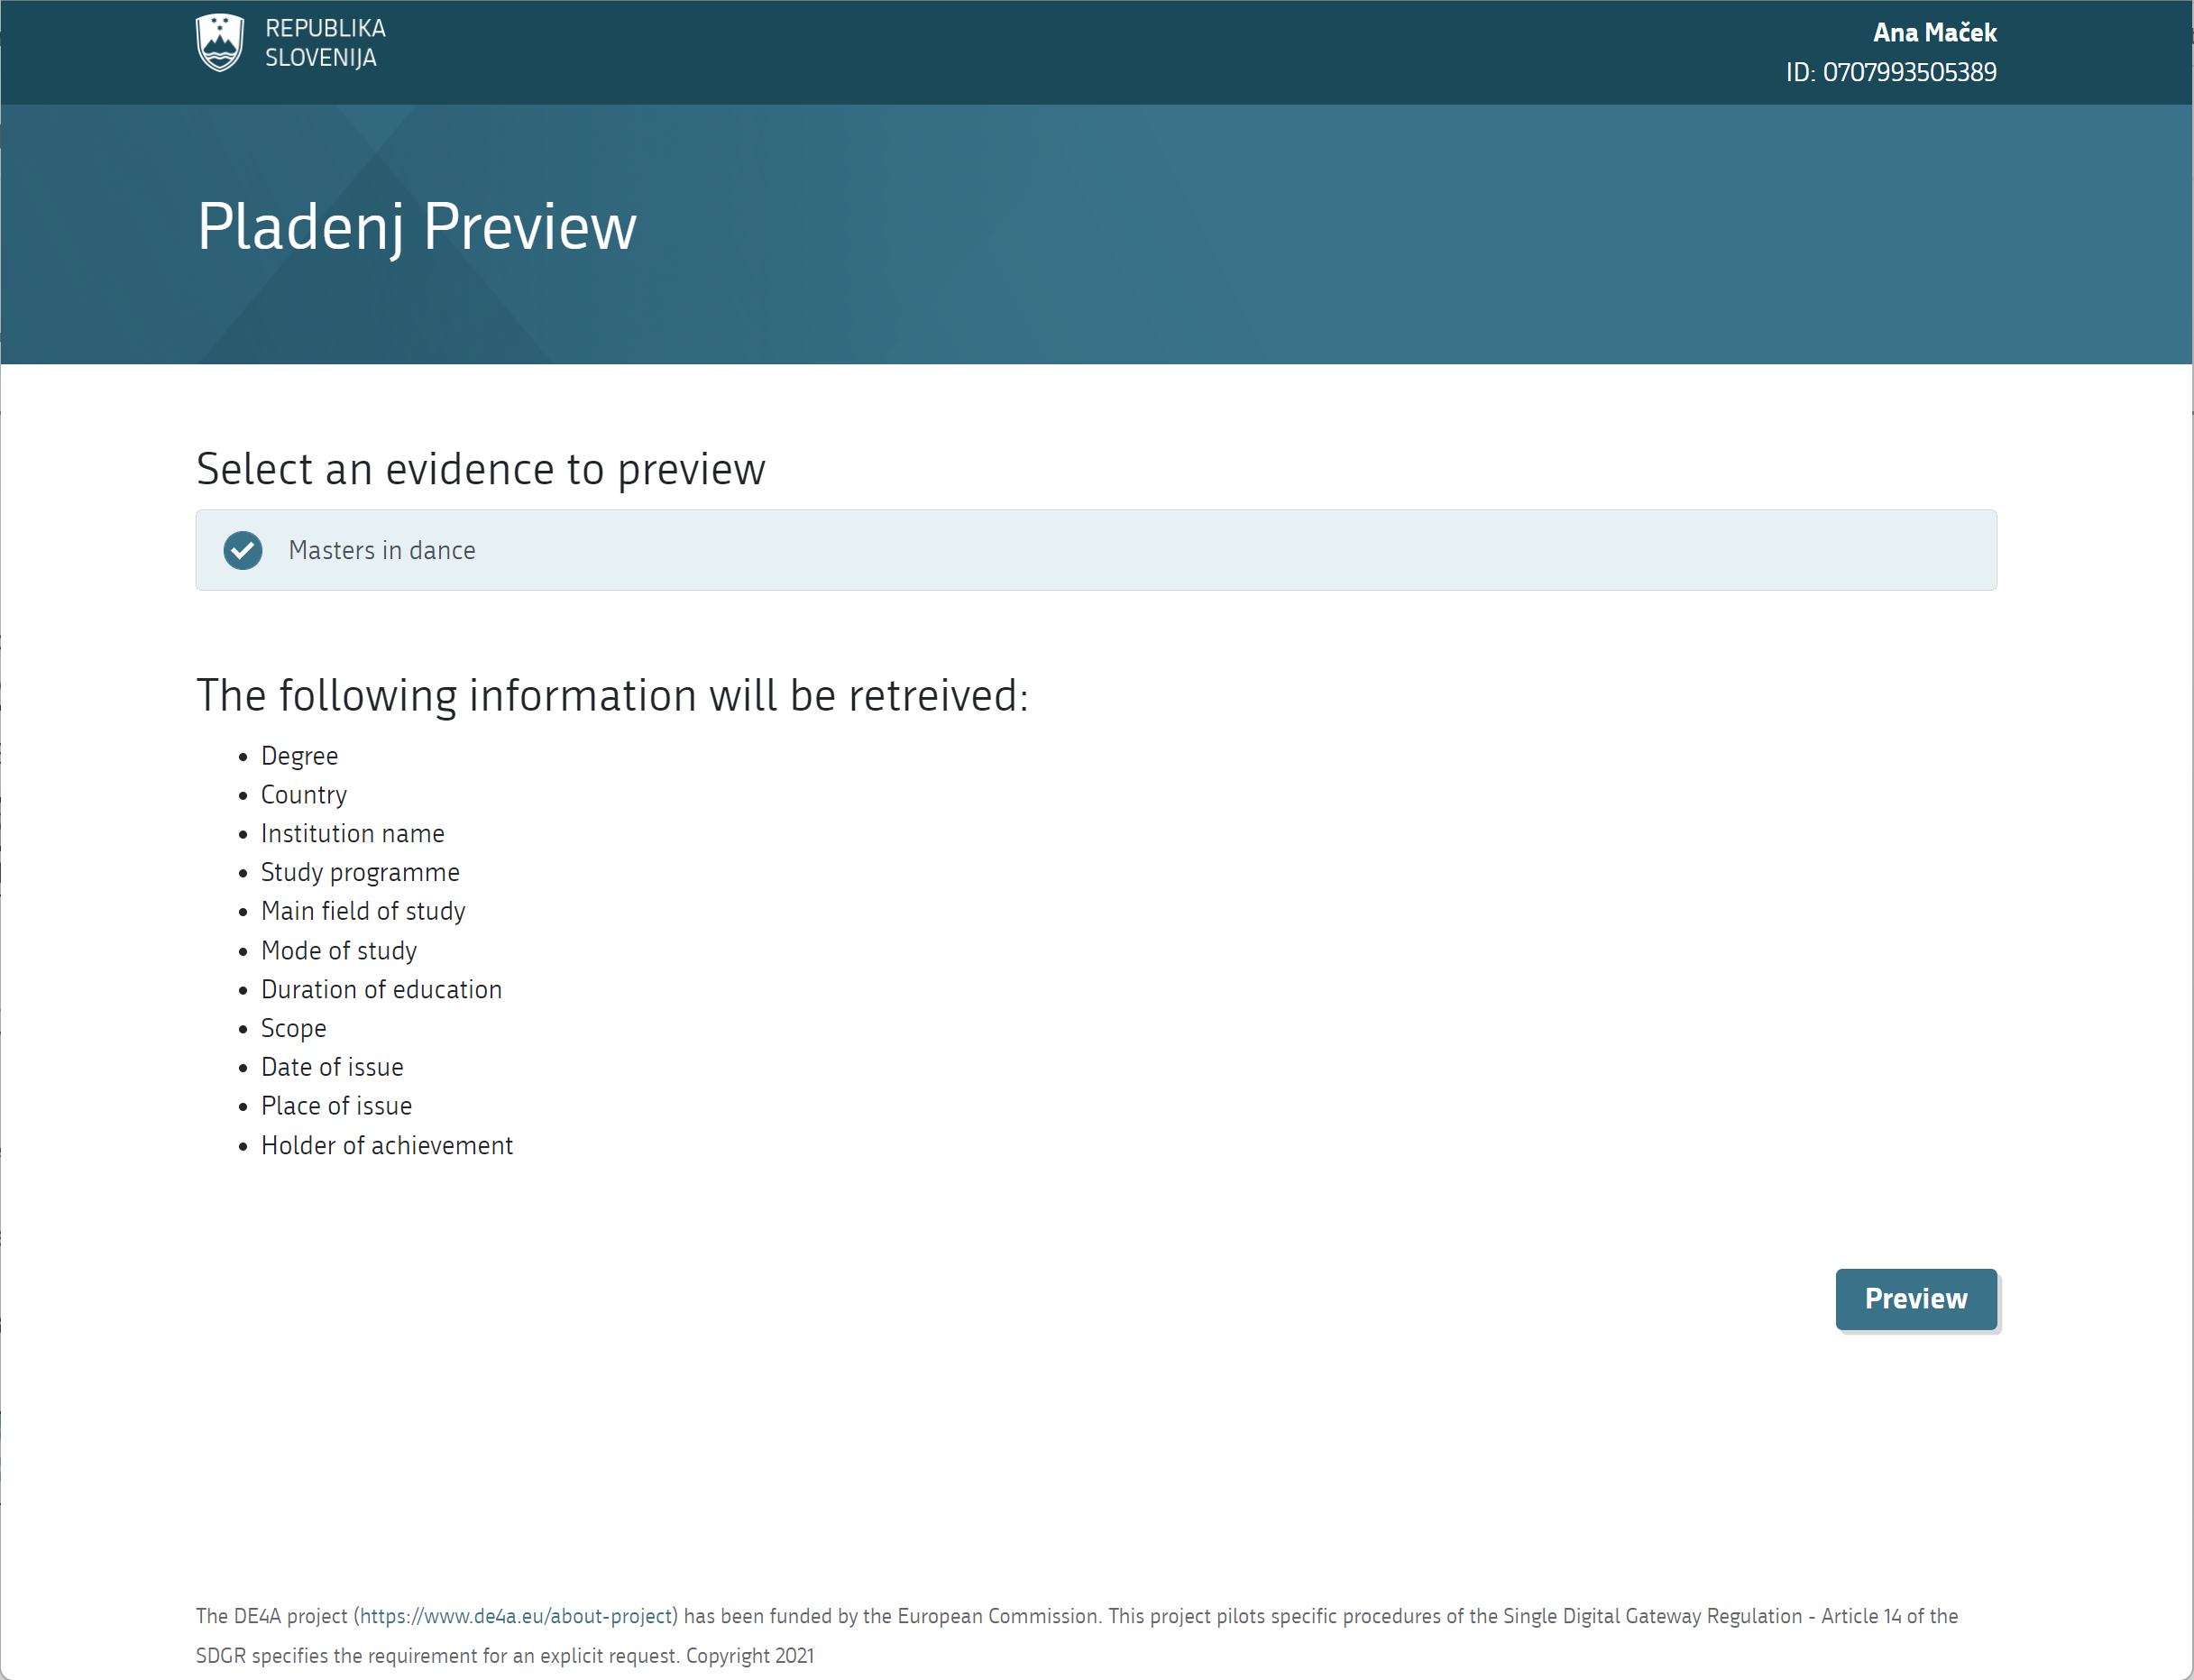 REPUBLIKA
SLOVENIJA
Ana Maček
ID: 0707993505389
Pladenj Preview
Select an evidence to preview
Masters in dance
The following information will be retreived:
Degree
Country
Institution name
Study programme
Main field of study
Mode of study
Duration of education
Scope
Date of issue
Place of issue
Holder of achievement
Preview
The DE4A project (https://www.de4a.eu/about-project) has been funded by the European Commission. This project pilots specific procedures of the Single Digital Gateway Regulation - Article 14 of the
SDGR specifies the requirement for an explicit request. Copyright 2021